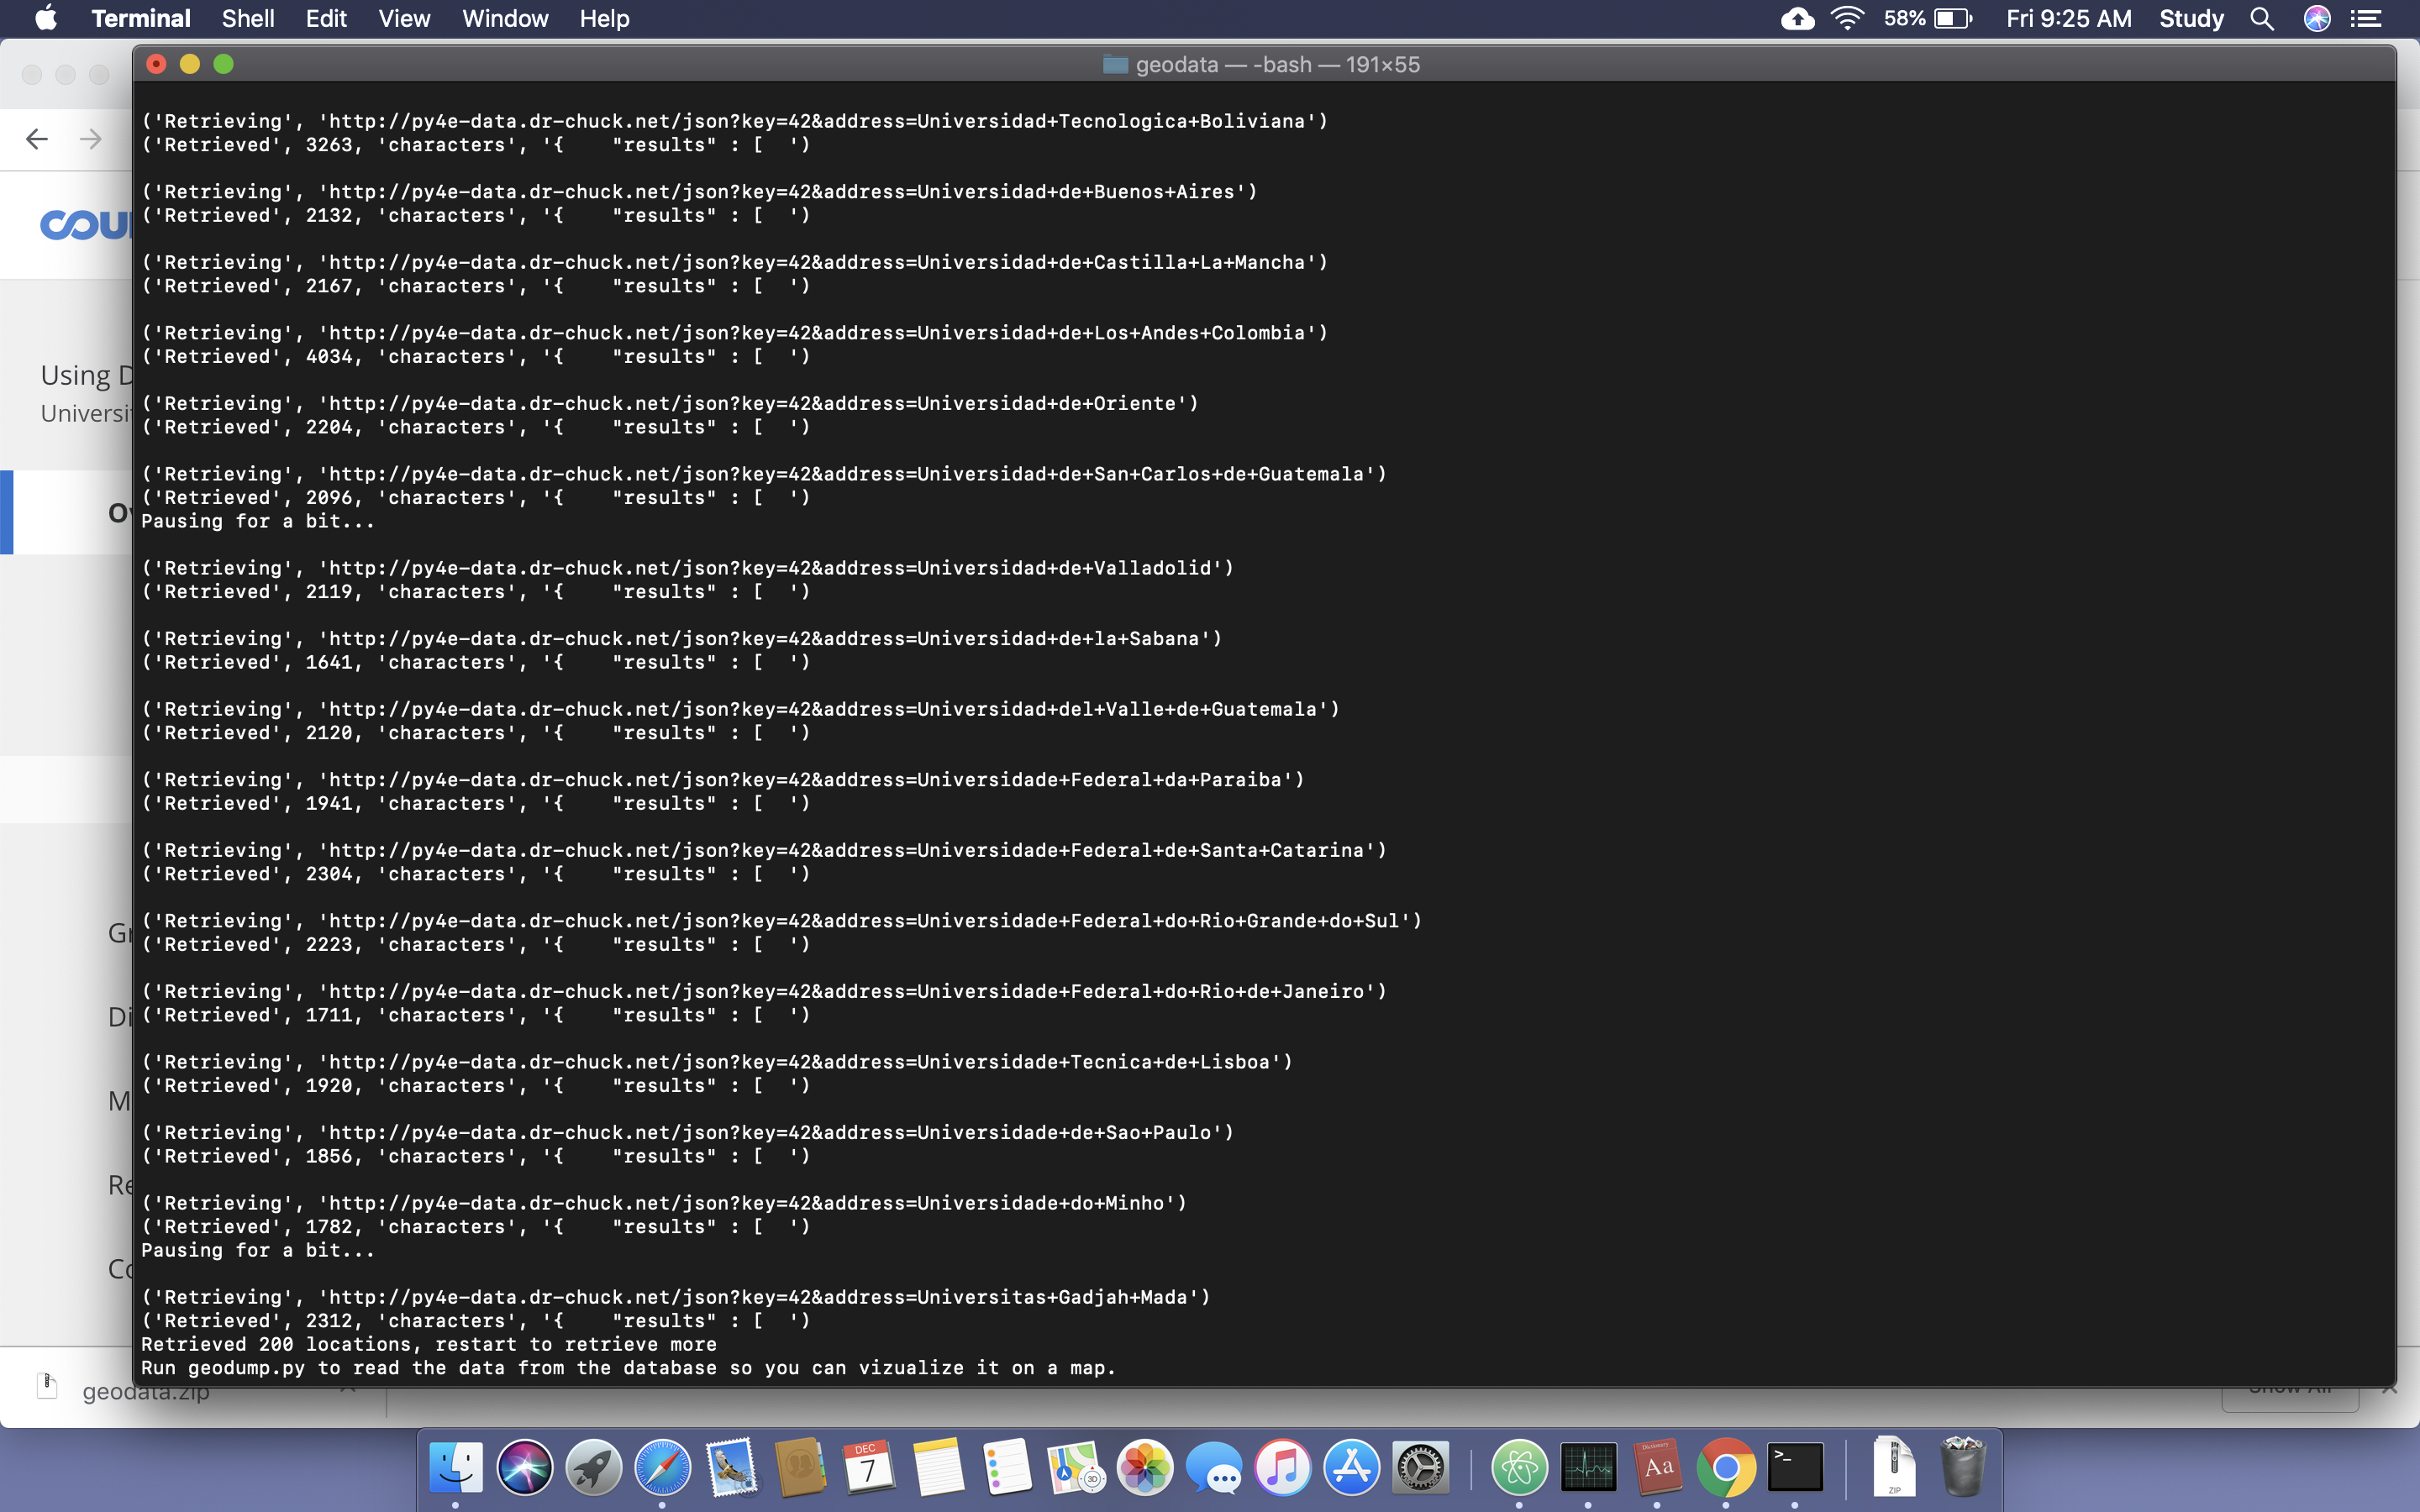 Terminal Shell Edit View Window Help 58% Fri 9:25 AM Study
geodata — -bash — 191×55
('Retrieving', 'http://py4e-data.dr-chuck.net/json?key=42&address=Universidad+Tecnologica+Boliviana')
('Retrieved', 3263, 'characters', '{    "results" : [  ')
('Retrieving', 'http://py4e-data.dr-chuck.net/json?key=42&address=Universidad+de+Buenos+Aires')
('Retrieved', 2132, 'characters', '{    "results" : [  ')
('Retrieving', 'http://py4e-data.dr-chuck.net/json?key=42&address=Universidad+de+Castilla+La+Mancha')
('Retrieved', 2167, 'characters', '{    "results" : [  ')
('Retrieving', 'http://py4e-data.dr-chuck.net/json?key=42&address=Universidad+de+Los+Andes+Colombia')
('Retrieved', 4034, 'characters', '{    "results" : [  ')
Using
('Retrieving', 'http://py4e-data.dr-chuck.net/json?key=42&address=Universidad+de+Oriente')
('Retrieved', 2204, 'characters', '{    "results" : [  ')
('Retrieving', 'http://py4e-data.dr-chuck.net/json?key=42&address=Universidad+de+San+Carlos+de+Guatemala')
('Retrieved', 2096, 'characters', '{    "results" : [  ')
Pausing for a bit...
('Retrieving', 'http://py4e-data.dr-chuck.net/json?key=42&address=Universidad+de+Valladolid')
('Retrieved', 2119, 'characters', '{    "results" : [  ')
('Retrieving', 'http://py4e-data.dr-chuck.net/json?key=42&address=Universidad+de+la+Sabana')
('Retrieved', 1641, 'characters', '{    "results" : [  ')
('Retrieving', 'http://py4e-data.dr-chuck.net/json?key=42&address=Universidad+del+Valle+de+Guatemala')
('Retrieved', 2120, 'characters', '{    "results" : [  ')
('Retrieving', 'http://py4e-data.dr-chuck.net/json?key=42&address=Universidade+Federal+da+Paraiba')
('Retrieved', 1941, 'characters', '{    "results" : [  ')
('Retrieving', 'http://py4e-data.dr-chuck.net/json?key=42&address=Universidade+Federal+de+Santa+Catarina')
('Retrieved', 2304, 'characters', '{    "results" : [  ')
('Retrieving', 'http://py4e-data.dr-chuck.net/json?key=42&address=Universidade+Federal+do+Rio+Grande+do+Sul')
('Retrieved', 2223, 'characters', '{    "results" : [  ')
('Retrieving', 'http://py4e-data.dr-chuck.net/json?key=42&address=Universidade+Federal+do+Rio+de+Janeiro')
('Retrieved', 1711, 'characters', '{    "results" : [  ')
('Retrieving', 'http://py4e-data.dr-chuck.net/json?key=42&address=Universidade+Tecnica+de+Lisboa')
('Retrieved', 1920, 'characters', '{    "results" : [  ')
('Retrieving', 'http://py4e-data.dr-chuck.net/json?key=42&address=Universidade+de+Sao+Paulo')
('Retrieved', 1856, 'characters', '{    "results" : [  ')
('Retrieving', 'http://py4e-data.dr-chuck.net/json?key=42&address=Universidade+do+Minho')
('Retrieved', 1782, 'characters', '{    "results" : [  ')
Pausing for a bit...
('Retrieving', 'http://py4e-data.dr-chuck.net/json?key=42&address=Universitas+Gadjah+Mada')
('Retrieved', 2312, 'characters', '{    "results" : [  ')
Retrieved 200 locations, restart to retrieve more
Run geodump.py to read the data from the database so you can vizualize it on a map.
geodata.zip
Show All
DEC
7
3D
Dictionary
Aa
>_
ZIP